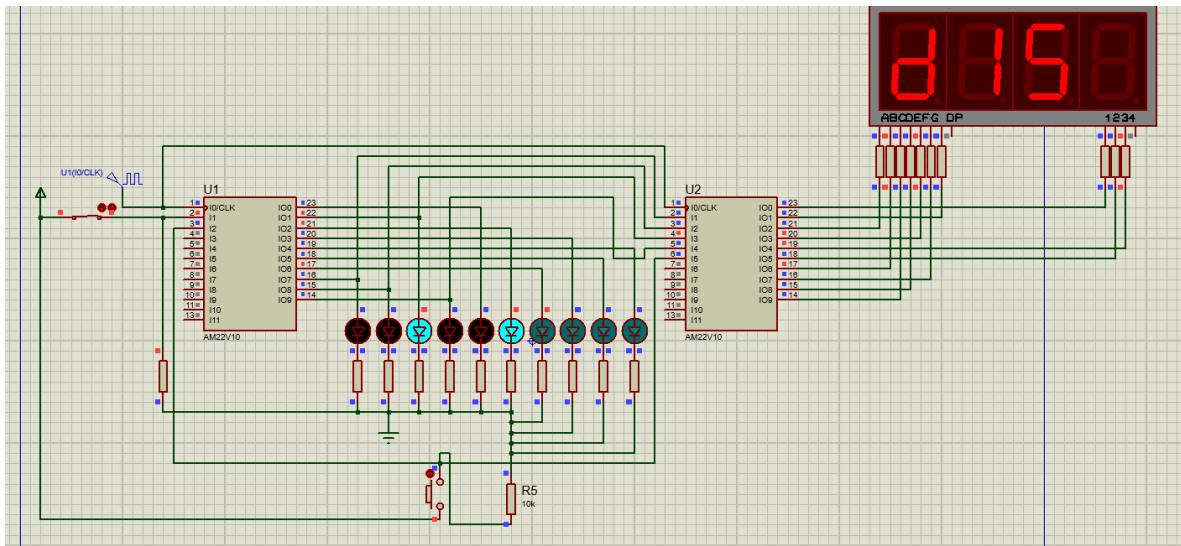 d15
ABCDEFG DP 1234
U1(I0/CLK)
U1
U2
1 I0/CLK IO0 23
2 I1 IO1 22
3 I2 IO2 21
4 I3 IO3 20
5 I4 IO4 19
6 I5 IO5 18
7 I6 IO6 17
8 I7 IO7 16
9 I8 IO8 15
10 I9 IO9 14
11 I10
13 I11
AM22V10
1 I0/CLK IO0 23
2 I1 IO1 22
3 I2 IO2 21
4 I3 IO3 20
5 I4 IO4 19
6 I5 IO5 18
7 I6 IO6 17
8 I7 IO7 16
9 I8 IO8 15
10 I9 IO9 14
11 I10
13 I11
AM22V10
R5
10k